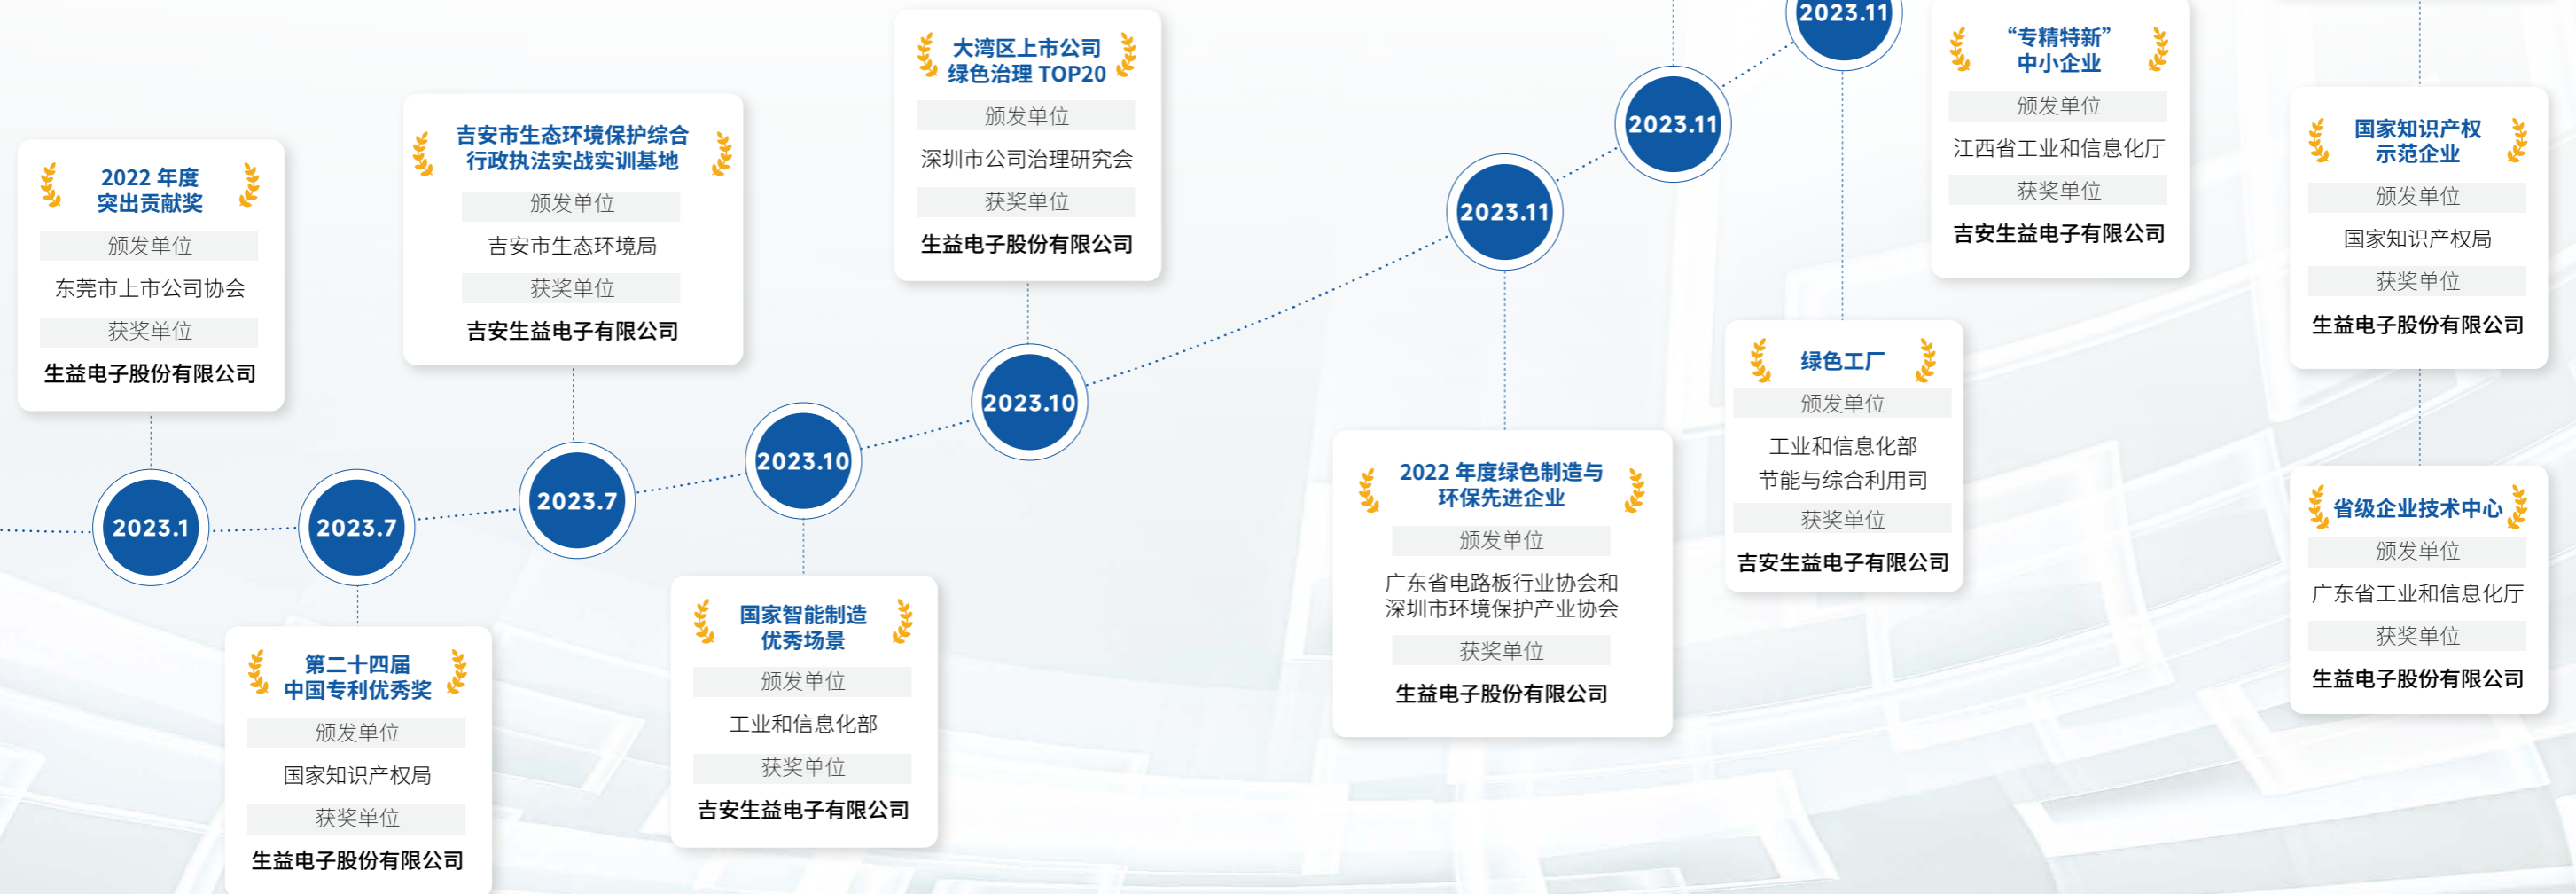 2022 年度
突出贡献奖
颁发单位
东莞市上市公司协会
获奖单位
生益电子股份有限公司
2023.1
2023.7
第二十四届
中国专利优秀奖
颁发单位
国家知识产权局
获奖单位
生益电子股份有限公司
吉安市生态环境保护综合
行政执法实战实训基地
颁发单位
吉安市生态环境局
获奖单位
吉安生益电子有限公司
2023.7
2023.10
国家智能制造
优秀场景
颁发单位
工业和信息化部
获奖单位
吉安生益电子有限公司
大湾区上市公司
绿色治理 TOP20
颁发单位
深圳市公司治理研究会
获奖单位
生益电子股份有限公司
2023.10
2023.11
2022 年度绿色制造与
环保先进企业
颁发单位
广东省电路板行业协会和
深圳市环境保护产业协会
获奖单位
生益电子股份有限公司
2023.11
2023.11
绿色工厂
颁发单位
工业和信息化部
节能与综合利用司
获奖单位
吉安生益电子有限公司
“专精特新”
中小企业
颁发单位
江西省工业和信息化厅
获奖单位
吉安生益电子有限公司
国家知识产权
示范企业
颁发单位
国家知识产权局
获奖单位
生益电子股份有限公司
省级企业技术中心
颁发单位
广东省工业和信息化厅
获奖单位
生益电子股份有限公司